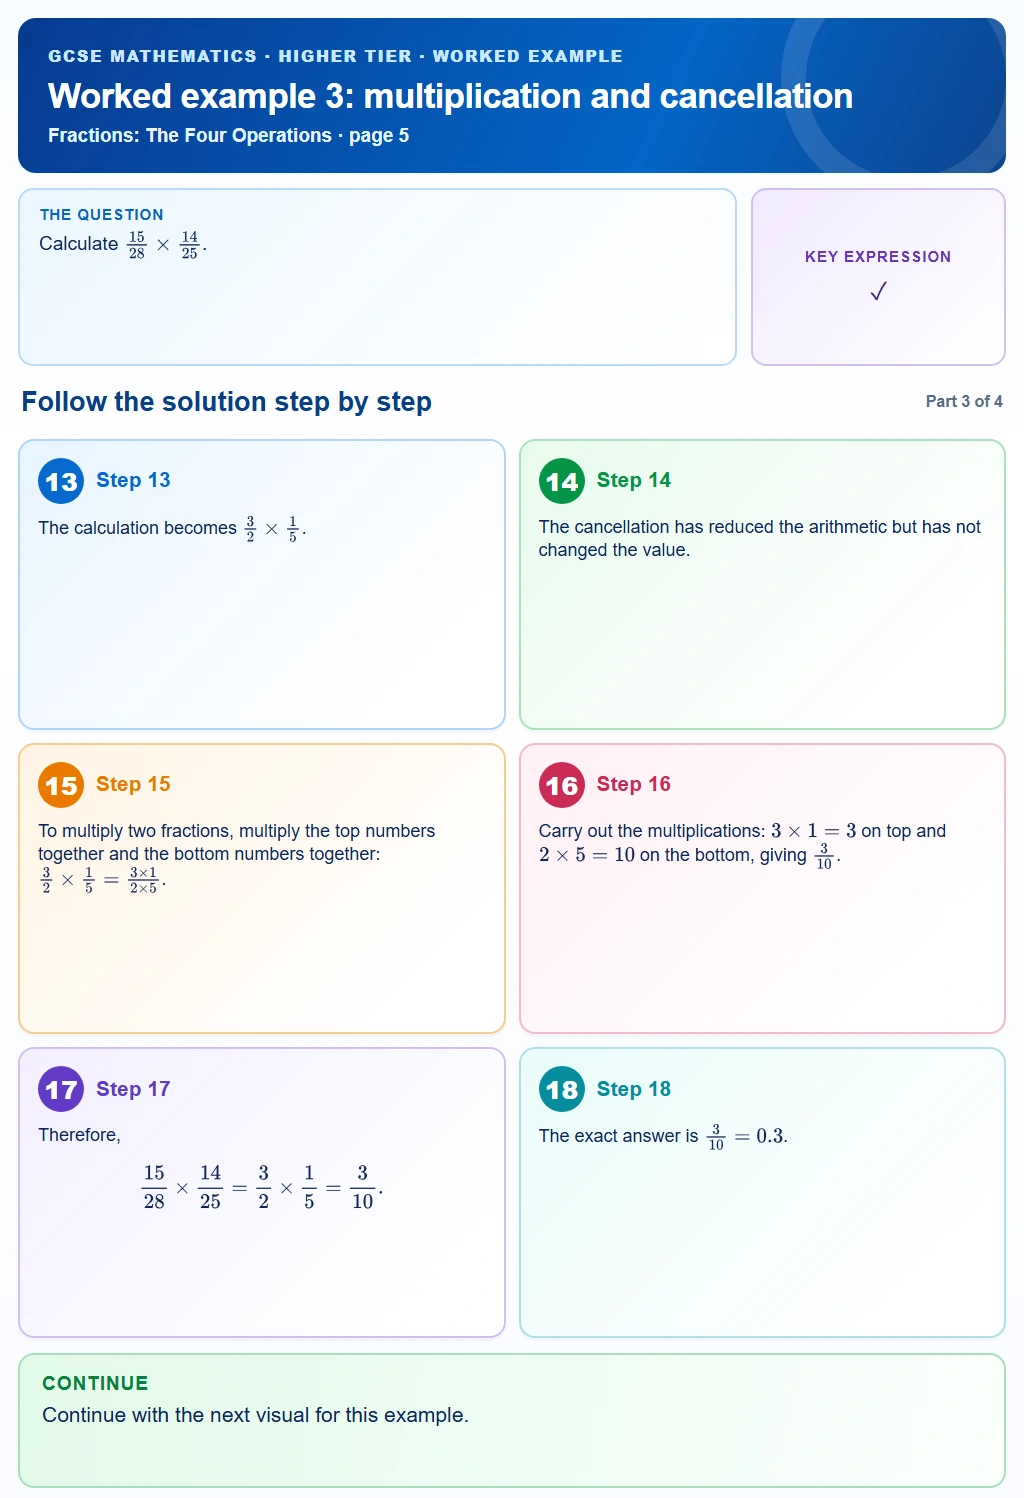 GCSE MATHEMATICS · HIGHER TIER · WORKED EXAMPLE
Worked example 3: multiplication and cancellation
Fractions: The Four Operations · page 5
THE QUESTION
Calculate 15/28 × 14/25.
KEY EXPRESSION
✓
Follow the solution step by step
Part 3 of 4
13 Step 13
The calculation becomes 3/2 × 1/5.
14 Step 14
The cancellation has reduced the arithmetic but has not
changed the value.
15 Step 15
To multiply two fractions, multiply the top numbers
together and the bottom numbers together:
3/2 × 1/5 = 3×1/2×5.
16 Step 16
Carry out the multiplications: 3 × 1 = 3 on top and
2 × 5 = 10 on the bottom, giving 3/10.
17 Step 17
Therefore,
15/28 × 14/25 = 3/2 × 1/5 = 3/10.
18 Step 18
The exact answer is 3/10 = 0.3.
CONTINUE
Continue with the next visual for this example.